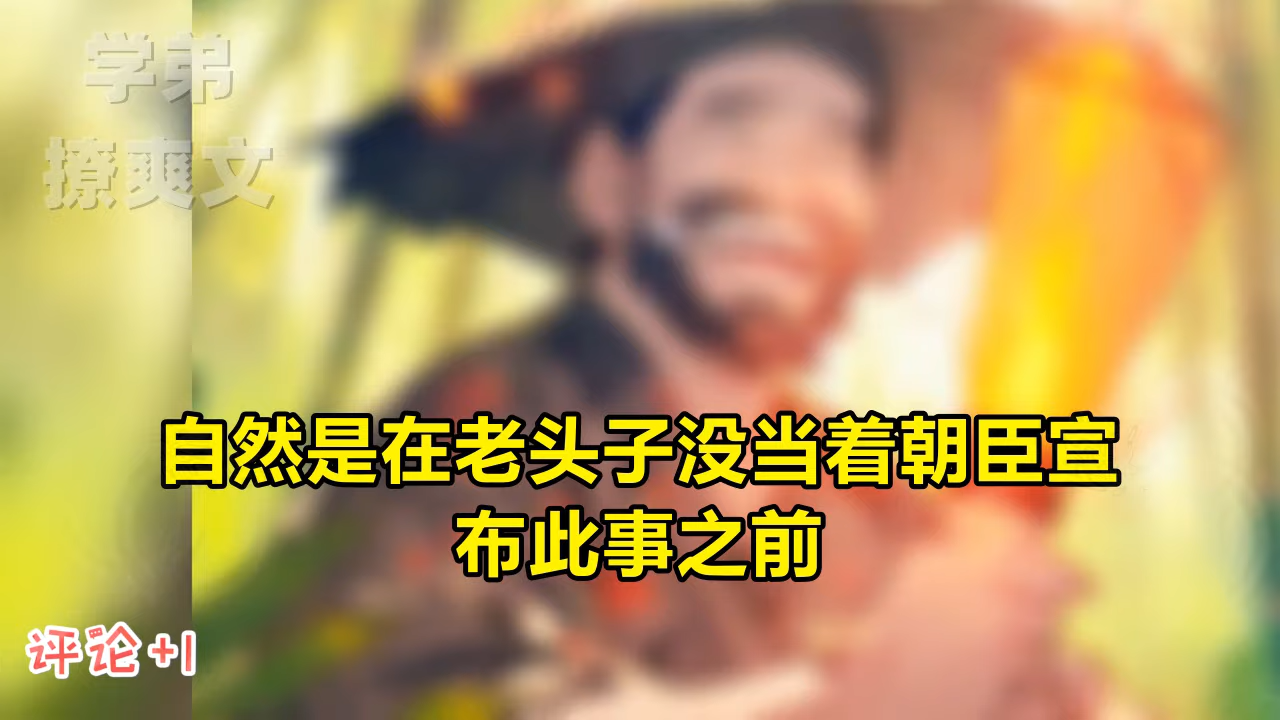 学弟
撩爽文
自然是在老头子没当着朝臣宣
布此事之前
评论+1